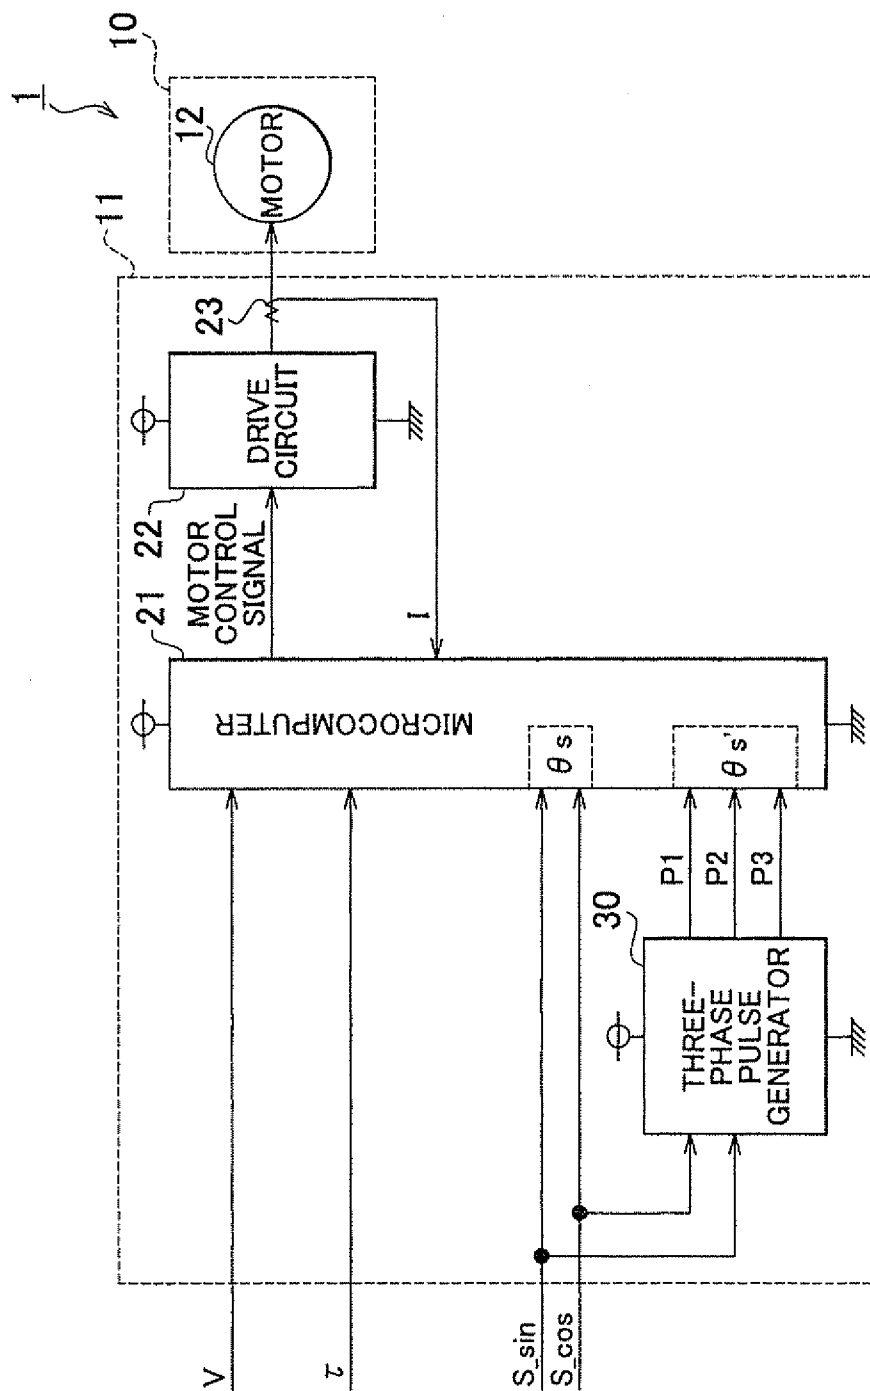 1
10
11
12
MOTOR
23
DRIVE
CIRCUIT
22
MOTOR
CONTROL
SIGNAL
21
I
MICROCOMPUTER
θs
θs'
V
τ
S_sin
S_cos
P1
P2
P3
30
THREE-
PHASE
PULSE
GENERATOR